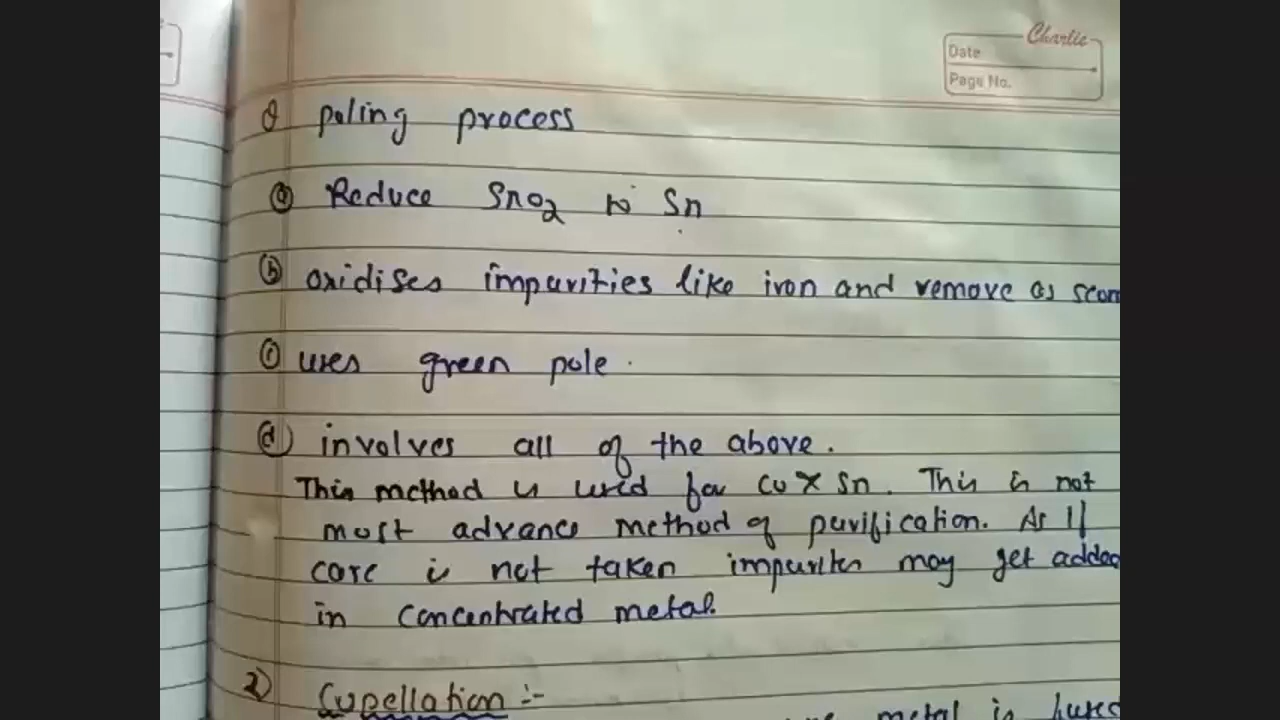 Charlie
Date
Page No.
1) poling process
(a) Reduce SnO2 to Sn
(b) oxidises impurities like iron and remove as scum
(c) uses green pole.
(d) involves all of the above.
This method is used for Cu & Sn. This is not
most advance method of purification. As If
care is not taken impurities may get added
in concentrated metal.
2) Cupellation :-
metal is